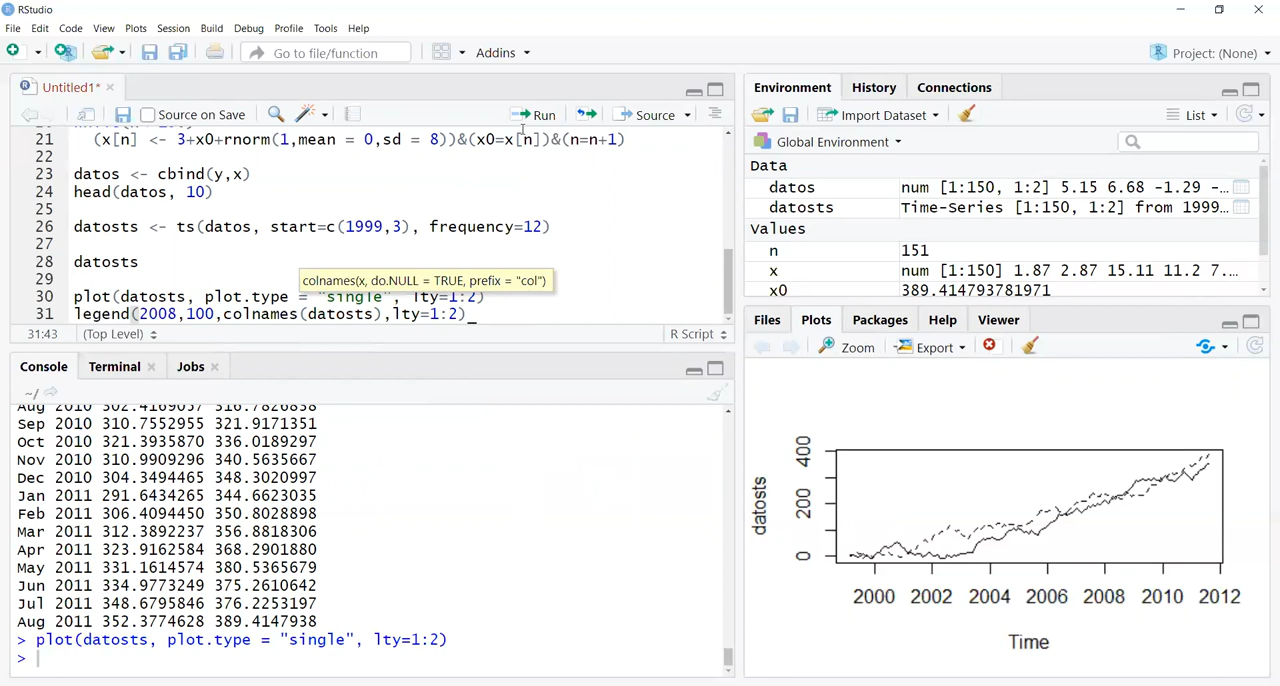 RStudio
File Edit Code View Plots Session Build Debug Profile Tools Help
Go to file/function Addins Project: (None)
Untitled1*
Source on Save Run Source
21 (x[n] <- 3+x0+rnorm(1,mean = 0,sd = 8))&(x0=x[n])&(n=n+1)
22
23 datos <- cbind(y,x)
24 head(datos, 10)
25
26 datosts <- ts(datos, start=c(1999,3), frequency=12)
27
28 datosts
29 colnames(x, do.NULL = TRUE, prefix = "col")
30 plot(datosts, plot.type = "single", lty=1:2)
31 legend(2008,100,colnames(datosts),lty=1:2)
31:43 (Top Level) R Script
Console Terminal Jobs
~/
Aug 2010 302.4169057 316.7826838
Sep 2010 310.7552955 321.9171351
Oct 2010 321.3935870 336.0189297
Nov 2010 310.9909296 340.5635667
Dec 2010 304.3494465 348.3020997
Jan 2011 291.6434265 344.6623035
Feb 2011 306.4094450 350.8028898
Mar 2011 312.3892237 356.8818306
Apr 2011 323.9162584 368.2901880
May 2011 331.1614574 380.5365679
Jun 2011 334.9773249 375.2610642
Jul 2011 348.6795846 376.2253197
Aug 2011 352.3774628 389.4147938
> plot(datosts, plot.type = "single", lty=1:2)
>
Environment History Connections
Import Dataset List
Global Environment
Data
datos num [1:150, 1:2] 5.15 6.68 -1.29 -...
datosts Time-Series [1:150, 1:2] from 1999...
Values
n 151
x num [1:150] 1.87 2.87 15.11 11.2 7....
x0 389.414793781971
Files Plots Packages Help Viewer
Zoom Export
datosts
400
200
0
2000 2002 2004 2006 2008 2010 2012
Time